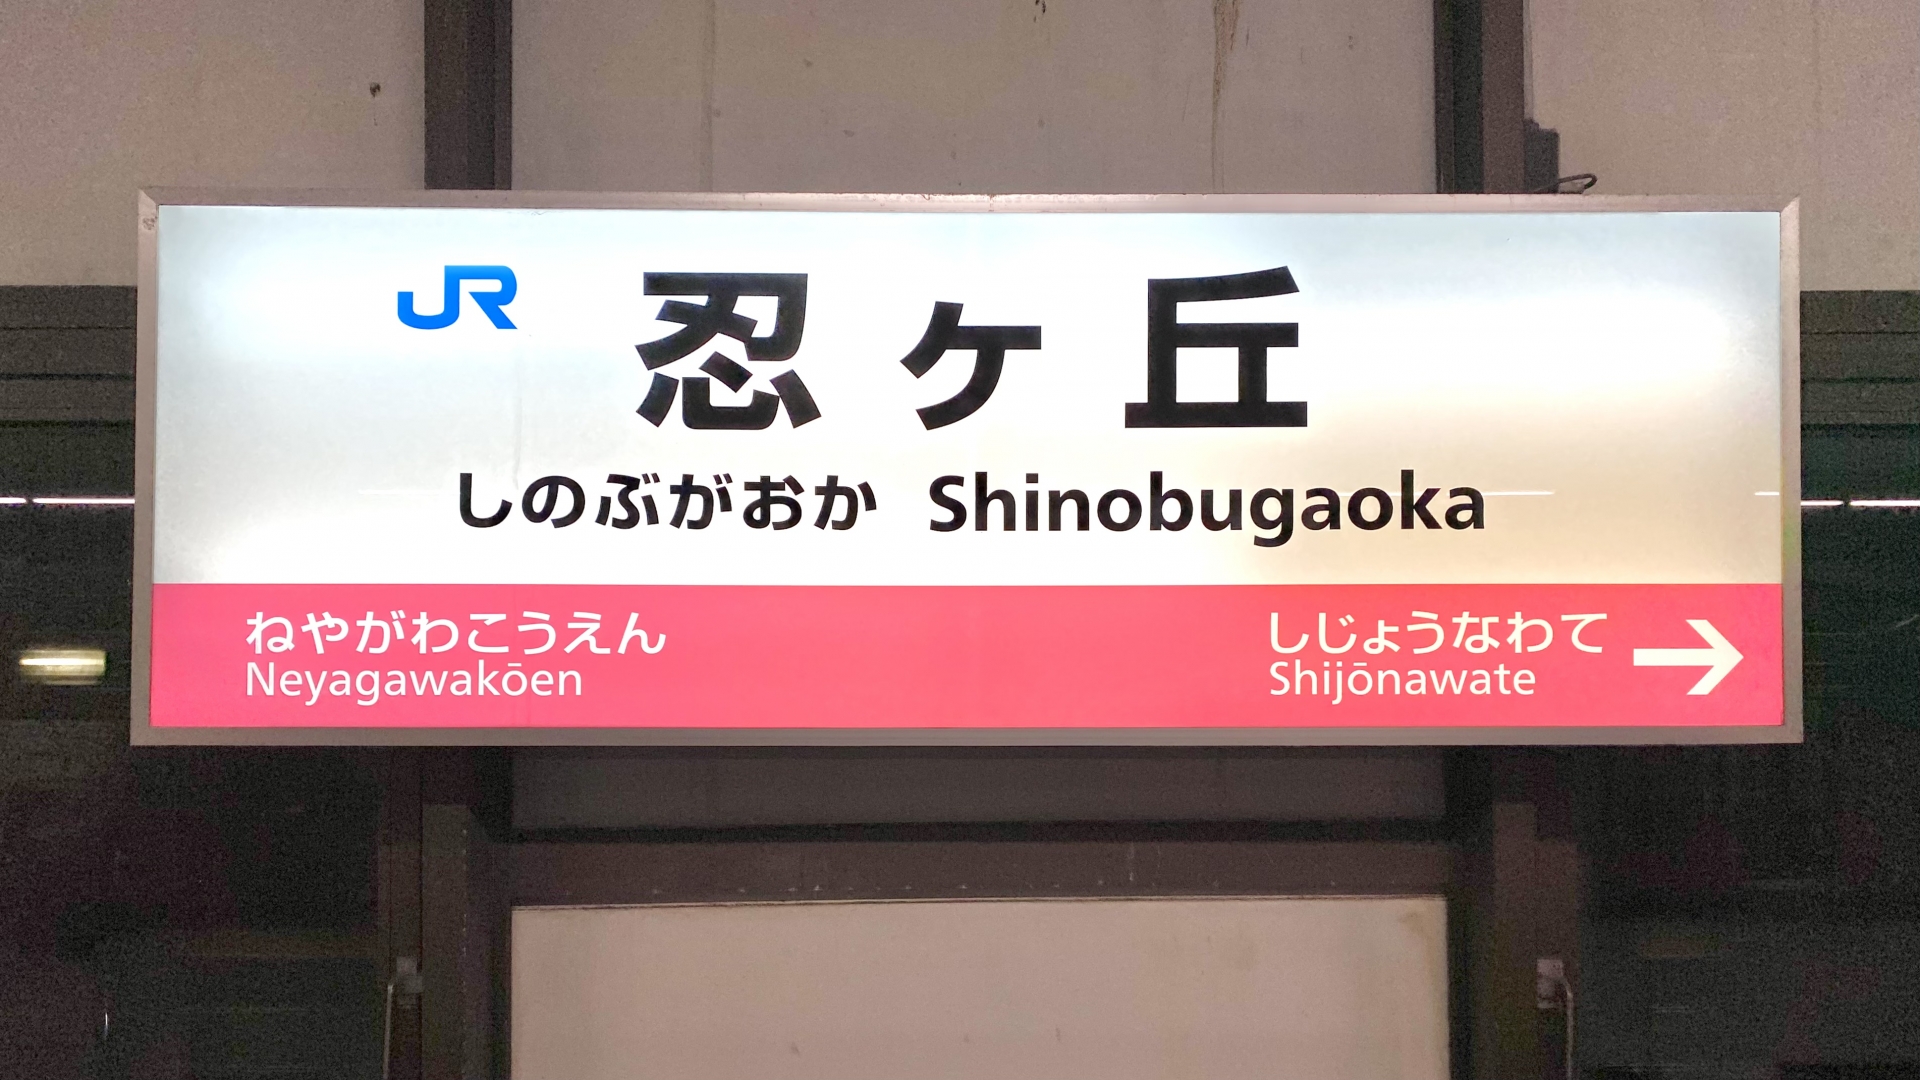 JR 忍ヶ丘
しのぶがおか Shinobugaoka
ねやがわこうえん しじょうなわて →
Neyagawakōen Shijōnawate